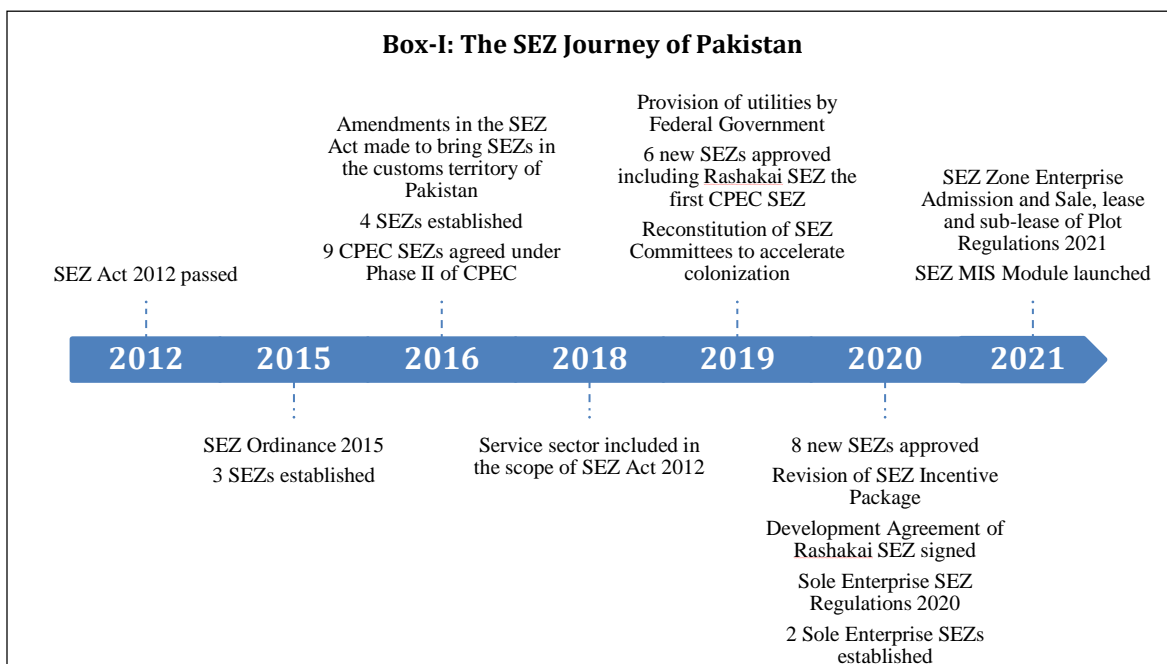 Box-I: The SEZ Journey of Pakistan
SEZ Act 2012 passed
Amendments in the SEZ
Act made to bring SEZs in
the customs territory of
Pakistan
4 SEZs established
9 CPEC SEZs agreed under
Phase II of CPEC
Provision of utilities by
Federal Government
6 new SEZs approved
including Rashakai SEZ the
first CPEC SEZ
Reconstitution of SEZ
Committees to accelerate
colonization
SEZ Zone Enterprise
Admission and Sale, lease
and sub-lease of Plot
Regulations 2021
SEZ MIS Module launched
2012 2015 2016 2018 2019 2020 2021
SEZ Ordinance 2015
3 SEZs established
Service sector included in
the scope of SEZ Act 2012
8 new SEZs approved
Revision of SEZ Incentive
Package
Development Agreement of
Rashakai SEZ signed
Sole Enterprise SEZ
Regulations 2020
2 Sole Enterprise SEZs
established